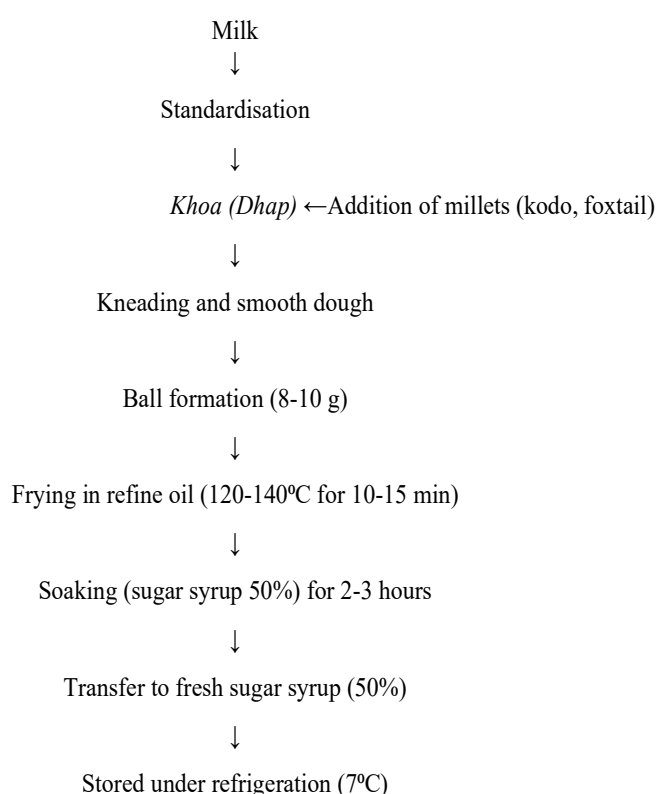 Milk
↓
Standardisation
↓
Khoa (Dhap) ←Addition of millets (kodo, foxtail)
↓
Kneading and smooth dough
↓
Ball formation (8-10 g)
↓
Frying in refine oil (120-140⁰C for 10-15 min)
↓
Soaking (sugar syrup 50%) for 2-3 hours
↓
Transfer to fresh sugar syrup (50%)
↓
Stored under refrigeration (7⁰C)